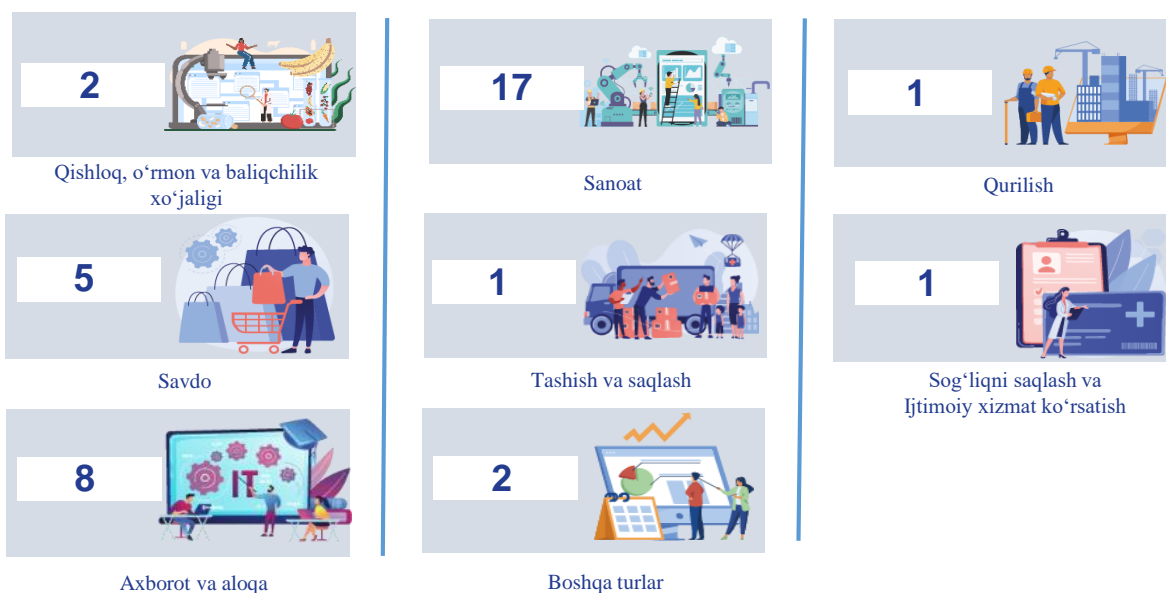 2
17
1
Qishloq, o‘rmon va baliqchilik
xo‘jaligi
Sanoat
Qurilish
5
1
1
Savdo
Tashish va saqlash
Sog‘liqni saqlash va
Ijtimoiy xizmat ko‘rsatish
8
IT
2
Axborot va aloqa
Boshqa turlar